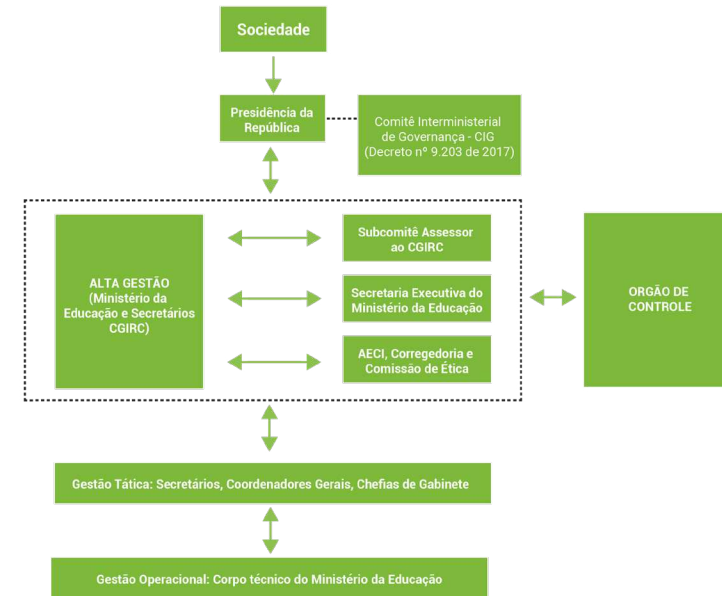 Sociedade
Presidência da
República
Comitê Interministerial
de Governança - CIG
(Decreto nº 9.203 de 2017)
ALTA GESTÃO
(Ministério da
Educação e Secretários
CGIRC)
Subcomitê Assessor
ao CGIRC
Secretaria Executiva do
Ministério da Educação
AECI, Corregedoria e
Comissão de Ética
ORGÃO DE
CONTROLE
Gestão Tática: Secretários, Coordenadores Gerais, Chefias de Gabinete
Gestão Operacional: Corpo técnico do Ministério da Educação